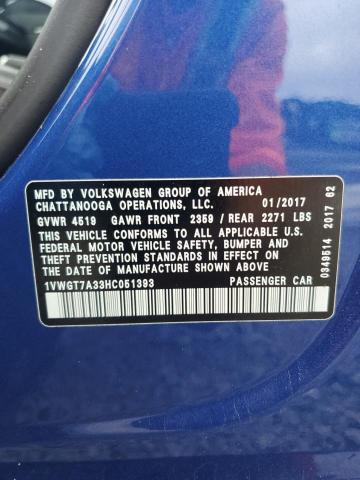 MFD BY VOLKSWAGEN GROUP OF AMERICA
CHATTANOOGA OPERATIONS, LLC. 01/2017
GVWR 4519 GAWR FRONT 2359 / REAR 2271 LBS
THIS VEHICLE CONFORMS TO ALL APPLICABLE U.S.
FEDERAL MOTOR VEHICLE SAFETY, BUMPER AND
THEFT PREVENTION STANDARDS IN EFFECT ON THE
DATE OF MANUFACTURE SHOWN ABOVE
1VWGT7A33HC051393 PASSENGER CAR
0349514 2017 62